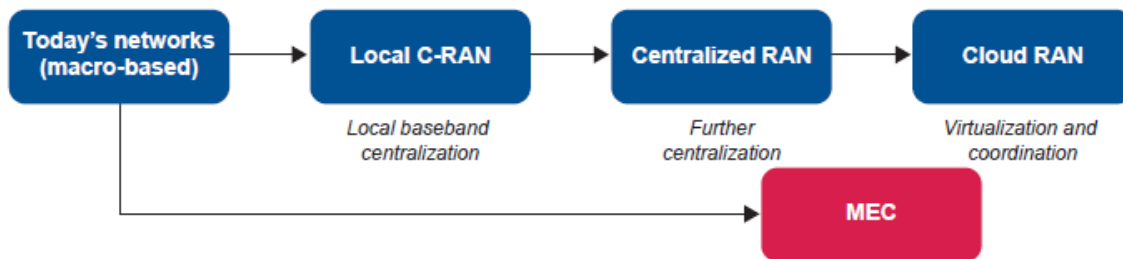 Today's networks
(macro-based)
Local C-RAN
Centralized RAN
Cloud RAN
Local baseband
centralization
Further
centralization
Virtualization and
coordination
MEC